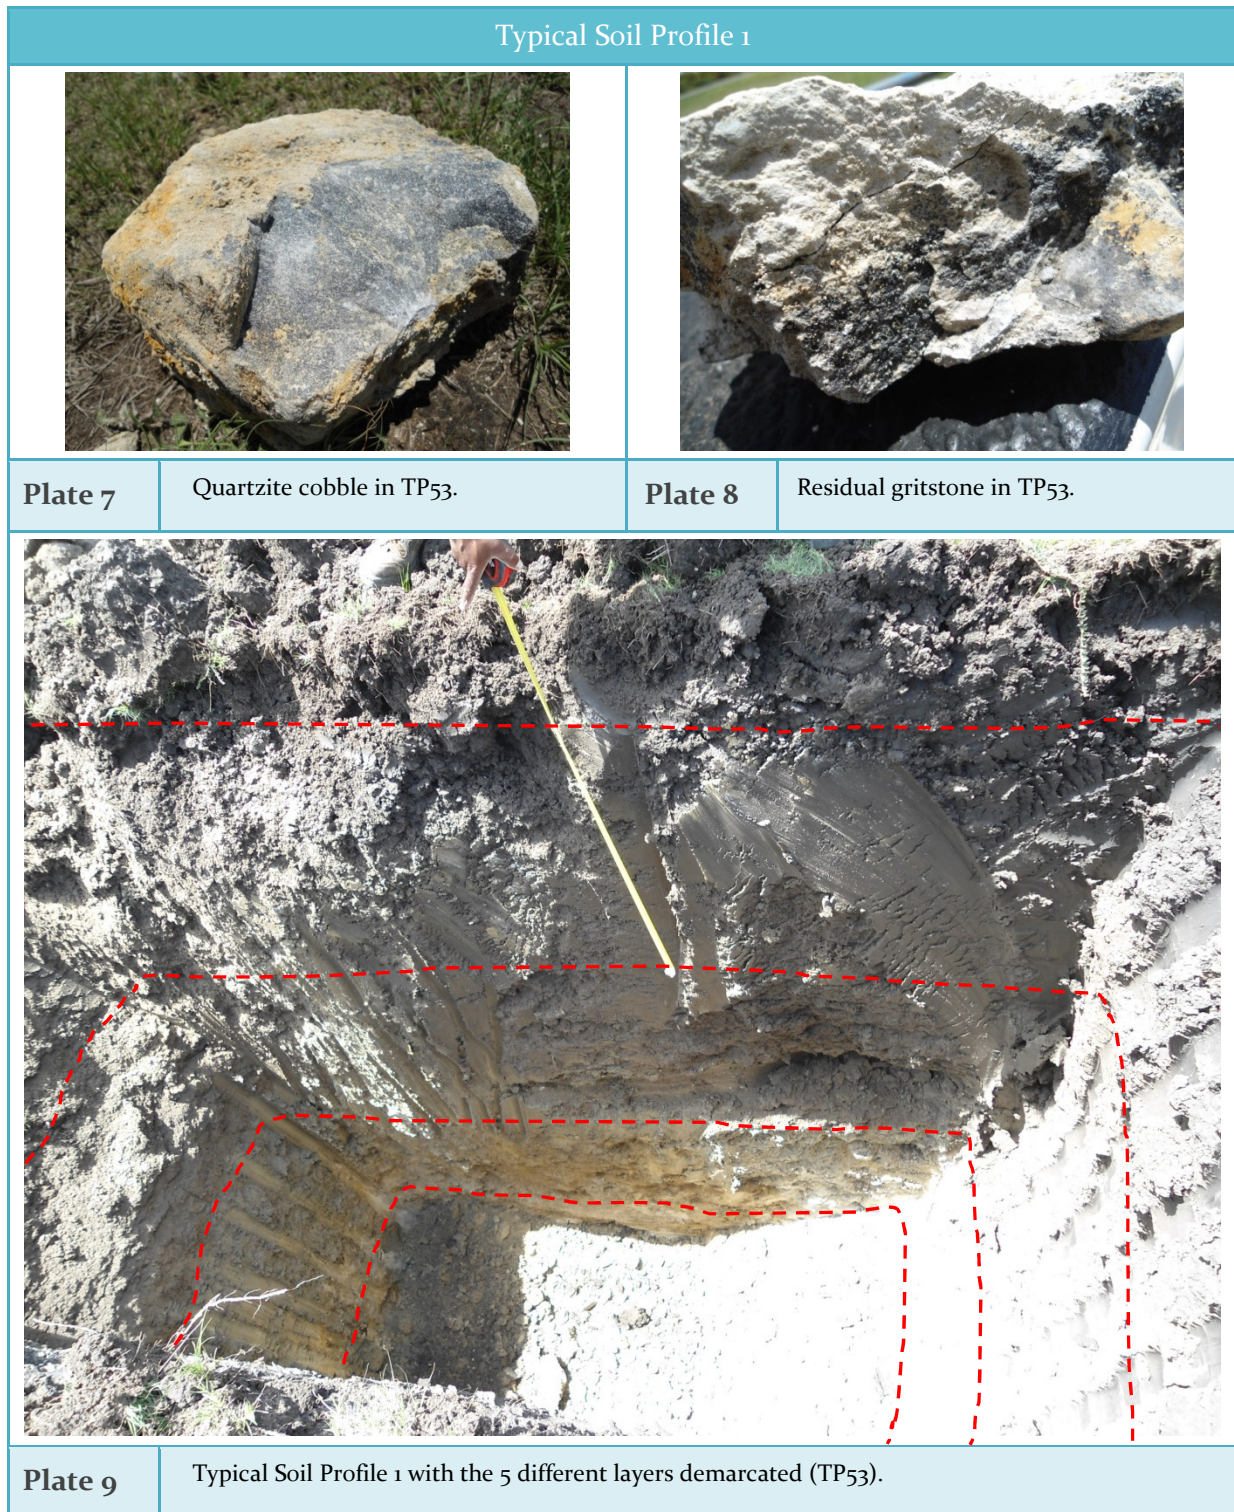 Typical Soil Profile 1
Plate 7
Quartzite cobble in TP53.
Plate 8
Residual gritstone in TP53.
Plate 9
Typical Soil Profile 1 with the 5 different layers demarcated (TP53).